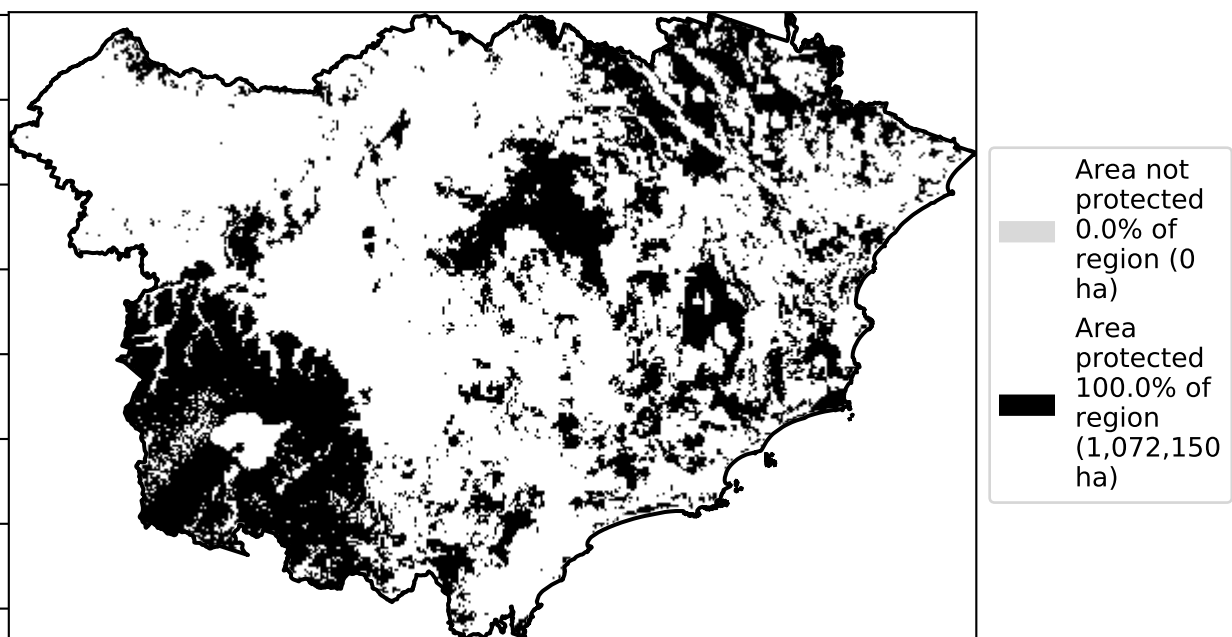 Area not
protected
0.0% of
region (0
ha)
Area
protected
100.0% of
region
(1,072,150
ha)